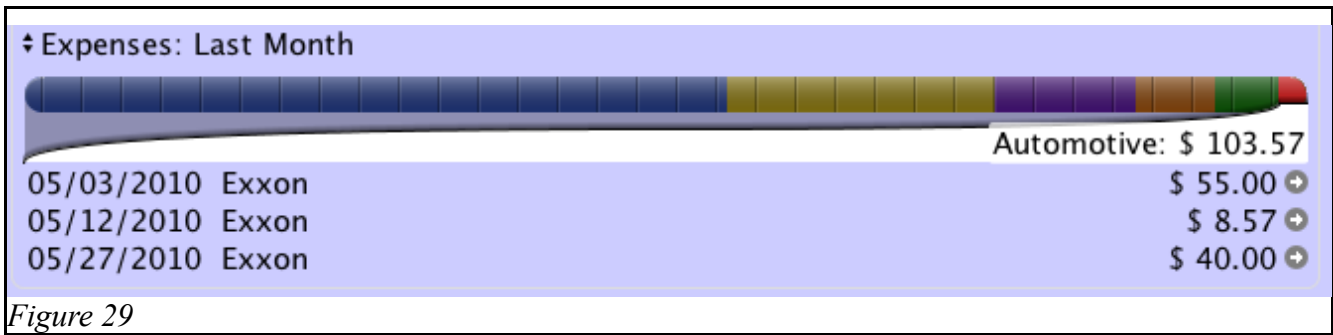 Expenses: Last Month
Automotive: $ 103.57
05/03/2010 Exxon $ 55.00
05/12/2010 Exxon $ 8.57
05/27/2010 Exxon $ 40.00
Figure 29